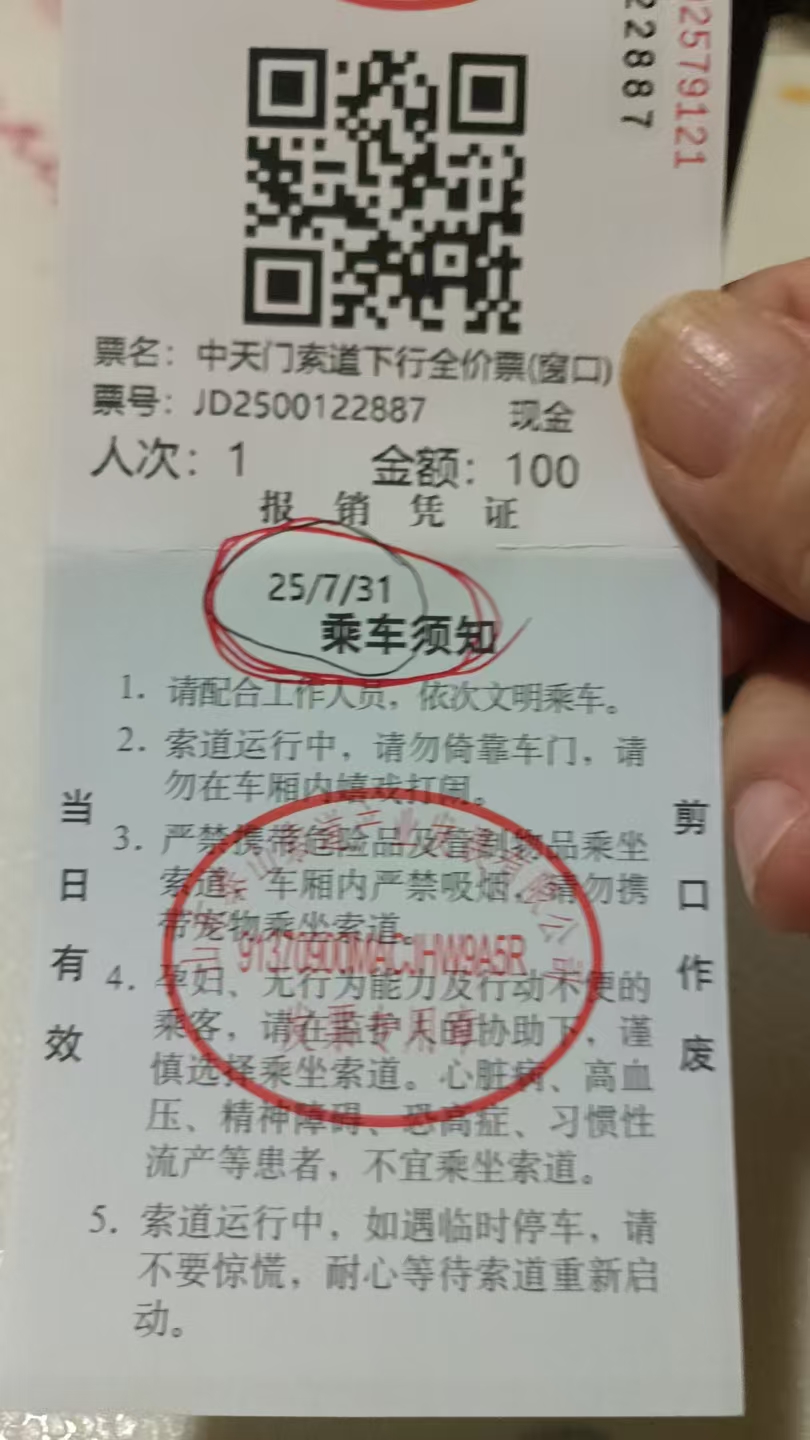 2579121
22887
票名：中天门索道下行全价票(窗口)
票号：JD2500122887 现金
人次：1 金额：100
报销凭证
25/7/31
乘车须知
1. 请配合工作人员，依次文明乘车。
2. 索道运行中，请勿倚靠车门，请
勿在车厢内嬉戏打闹。
3. 严禁携带危险品及管制物品乘坐
索道，车厢内严禁吸烟，请勿携
带宠物乘坐索道。
4. 孕妇、无行为能力及行动不便的
乘客，请在监护人的协助下，谨
慎选择乘坐索道。心脏病、高血
压、精神障碍、恐高症、习惯性
流产等患者，不宜乘坐索道。
5. 索道运行中，如遇临时停车，请
不要惊慌，耐心等待索道重新启
动。
当日有效
剪口作废
91370900MACJHW9A5R
发票专用章